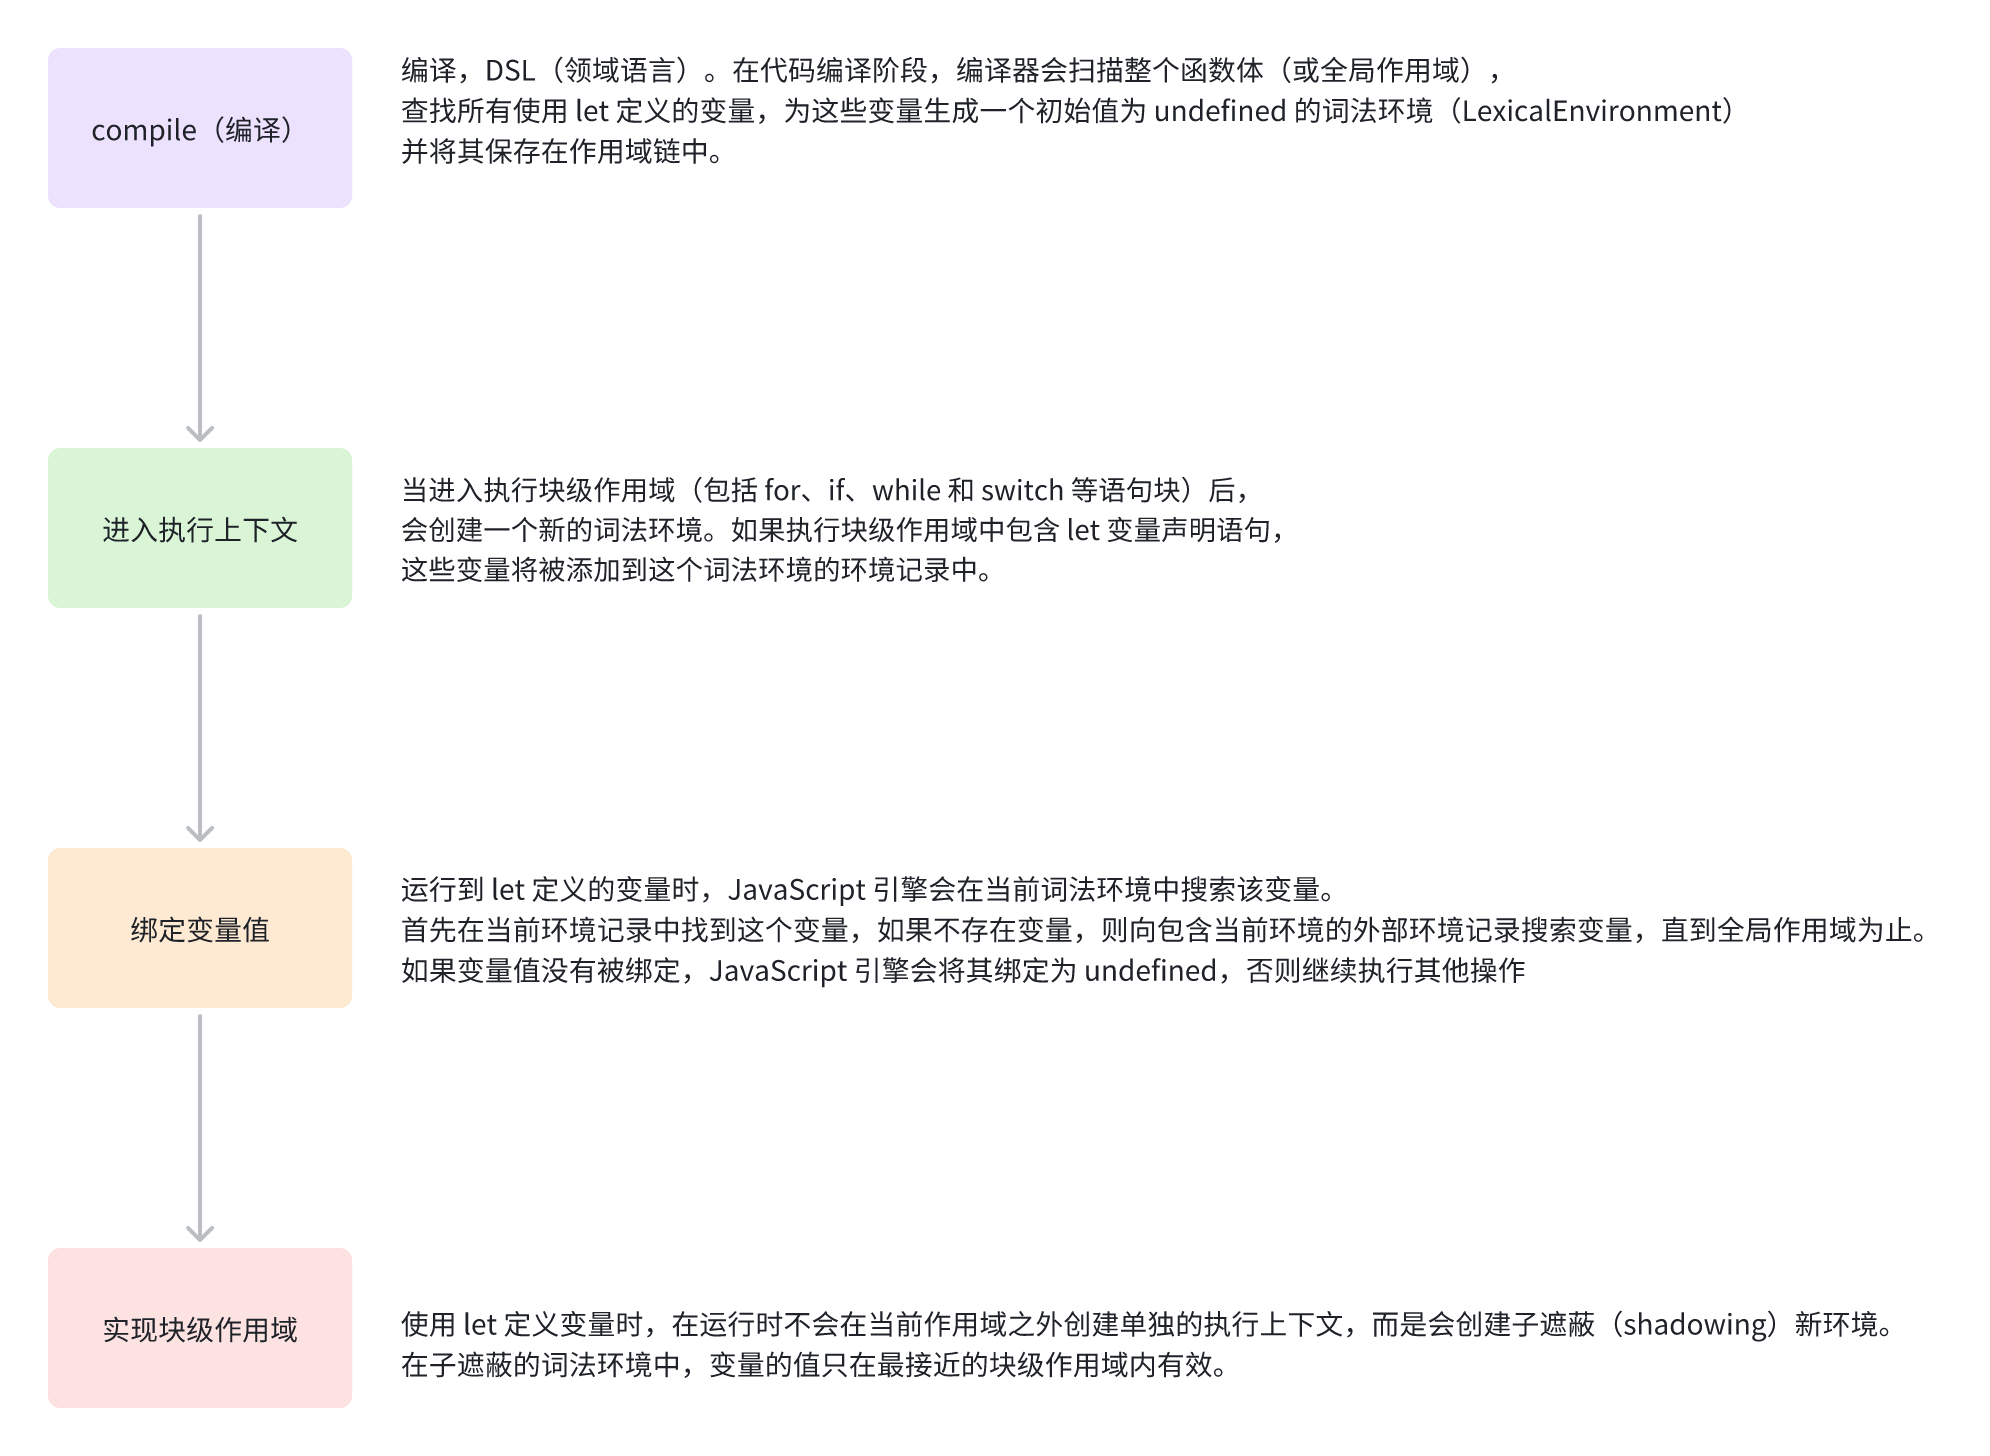 compile（编译）
编译，DSL（领域语言）。在代码编译阶段，编译器会扫描整个函数体（或全局作用域），
查找所有使用 let 定义的变量，为这些变量生成一个初始值为 undefined 的词法环境（LexicalEnvironment）
并将其保存在作用域链中。
进入执行上下文
当进入执行块级作用域（包括 for、if、while 和 switch 等语句块）后，
会创建一个新的词法环境。如果执行块级作用域中包含 let 变量声明语句，
这些变量将被添加到这个词法环境的环境记录中。
绑定变量值
运行到 let 定义的变量时，JavaScript 引擎会在当前词法环境中搜索该变量。
首先在当前环境记录中找到这个变量，如果不存在变量，则向包含当前环境的外部环境记录搜索变量，直到全局作用域为止。
如果变量值没有被绑定，JavaScript 引擎会将其绑定为 undefined，否则继续执行其他操作
实现块级作用域
使用 let 定义变量时，在运行时不会在当前作用域之外创建单独的执行上下文，而是会创建子遮蔽（shadowing）新环境。
在子遮蔽的词法环境中，变量的值只在最接近的块级作用域内有效。